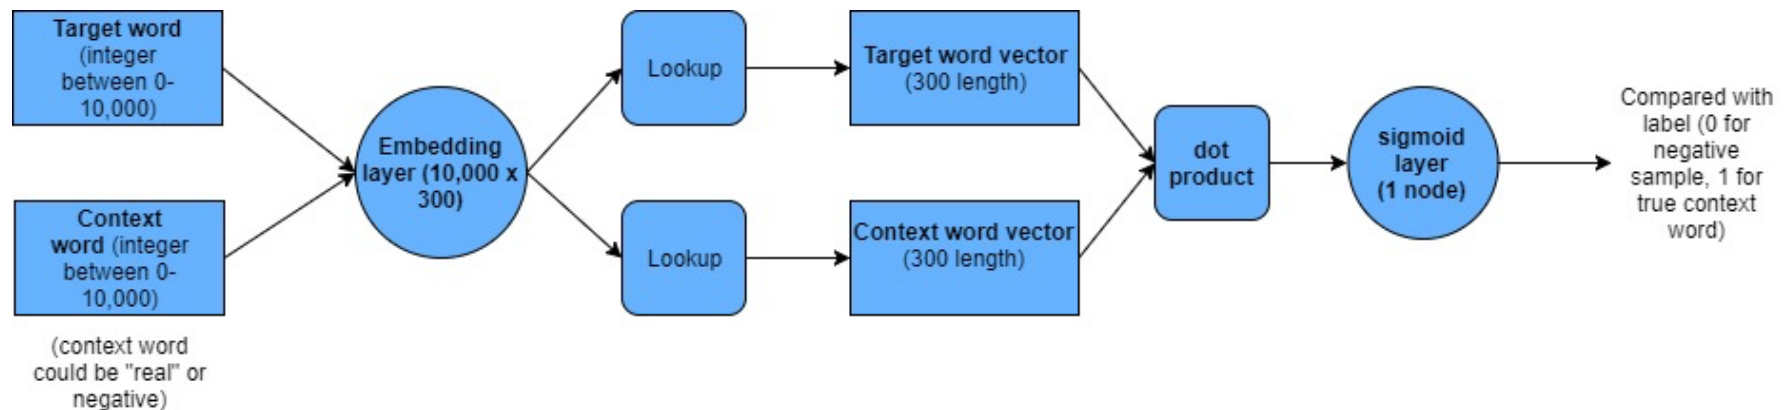 Target word
(integer
between 0-
10,000)
Context
word (integer
between 0-
10,000)
(context word
could be "real" or
negative)
Embedding
layer (10,000 x
300)
Lookup
Lookup
Target word vector
(300 length)
Context word vector
(300 length)
dot
product
sigmoid
layer
(1 node)
Compared with
label (0 for
negative
sample, 1 for
true context
word)